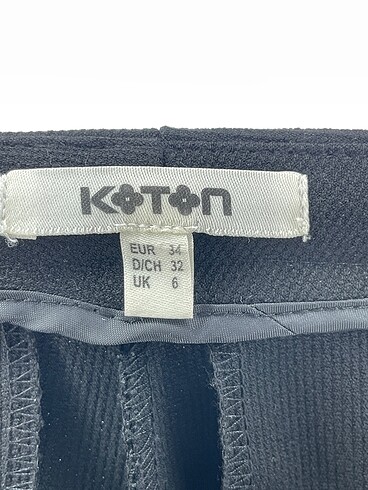 KOTON
EUR 34
D/CH 32
UK 6